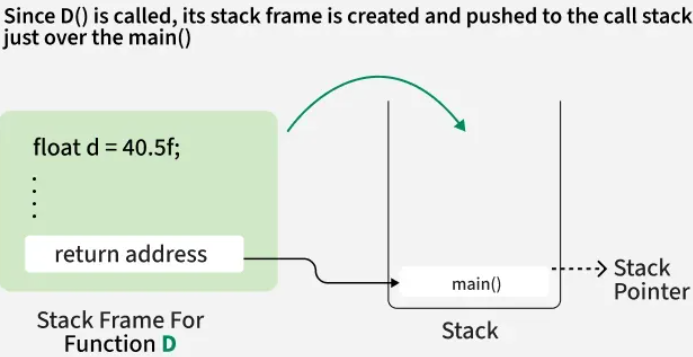 Since D() is called, its stack frame is created and pushed to the call stack
just over the main()
float d = 40.5f;
return address
main()
Stack
Pointer
Stack Frame For
Function D
Stack